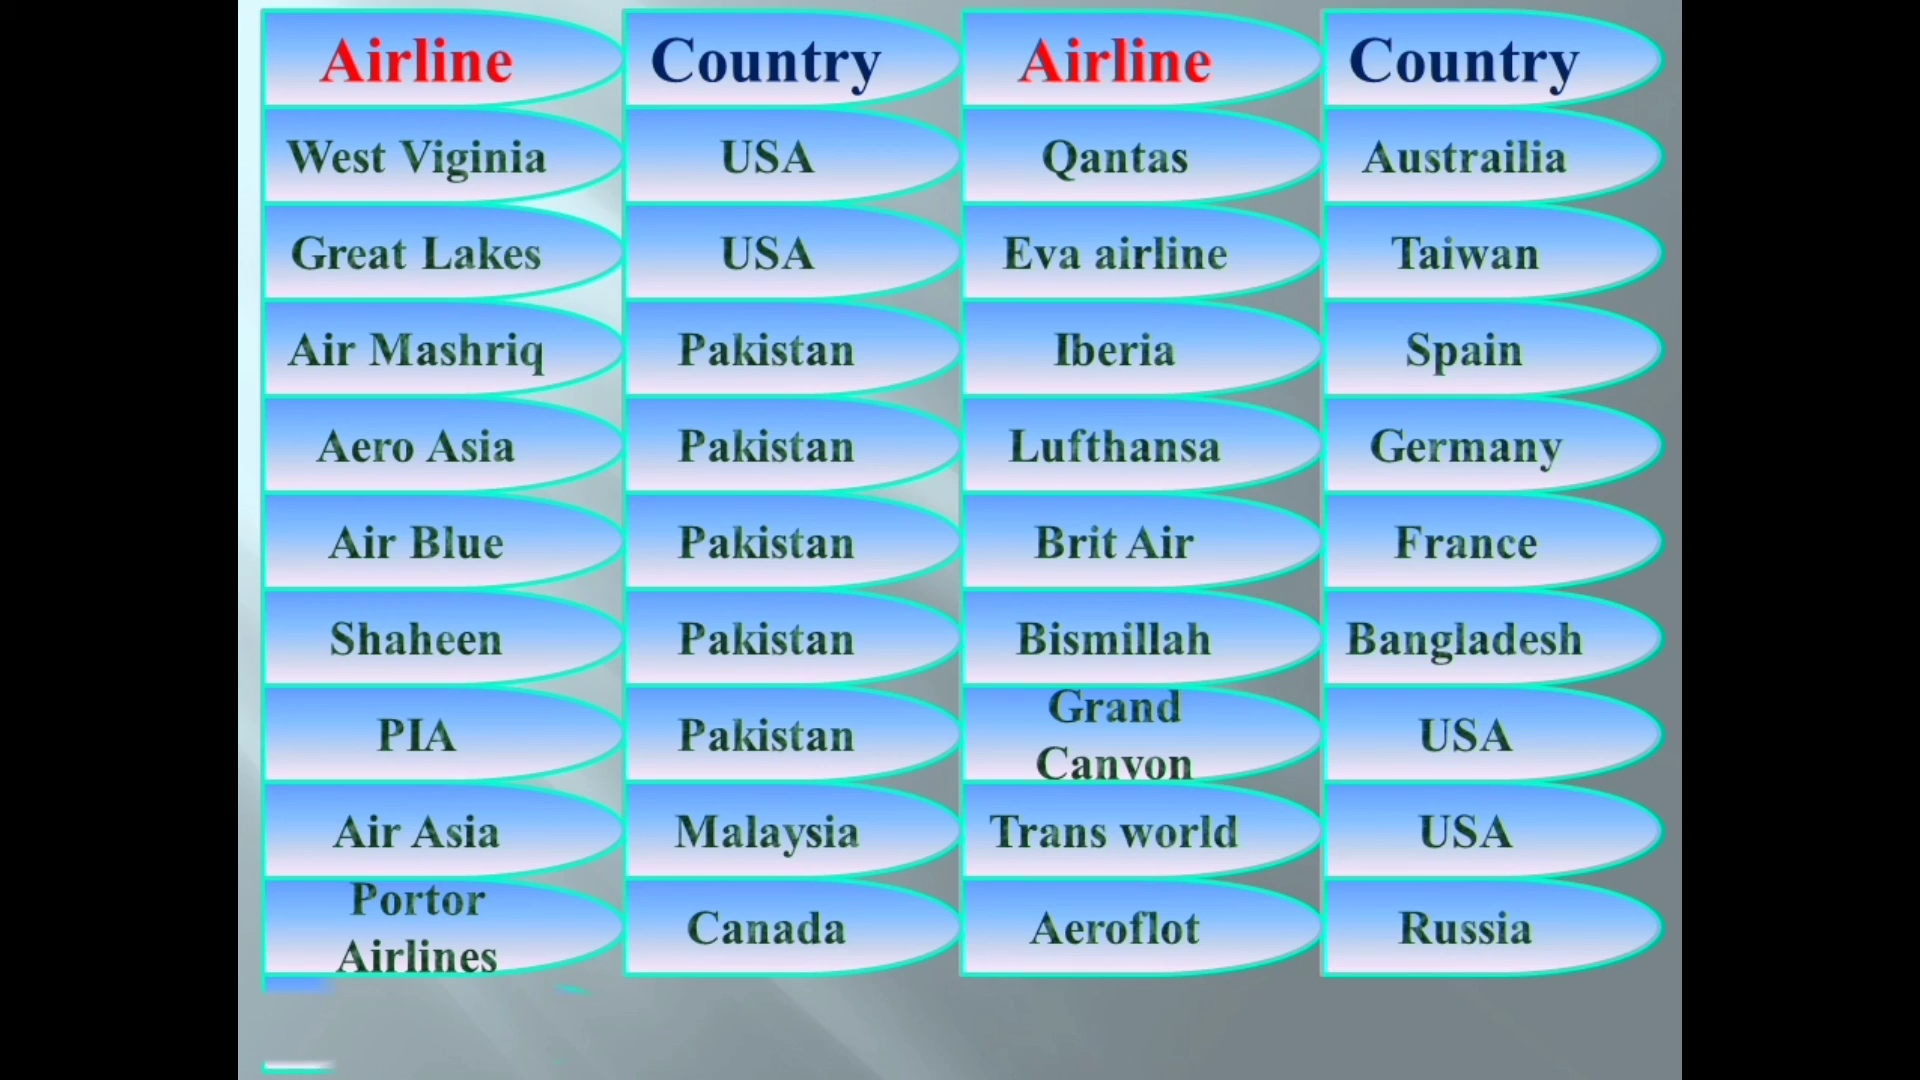 Airline Country Airline Country
West Viginia USA Qantas Austrailia
Great Lakes USA Eva airline Taiwan
Air Mashriq Pakistan Iberia Spain
Aero Asia Pakistan Lufthansa Germany
Air Blue Pakistan Brit Air France
Shaheen Pakistan Bismillah Bangladesh
PIA Pakistan Grand Canyon USA
Air Asia Malaysia Trans world USA
Portor Airlines Canada Aeroflot Russia